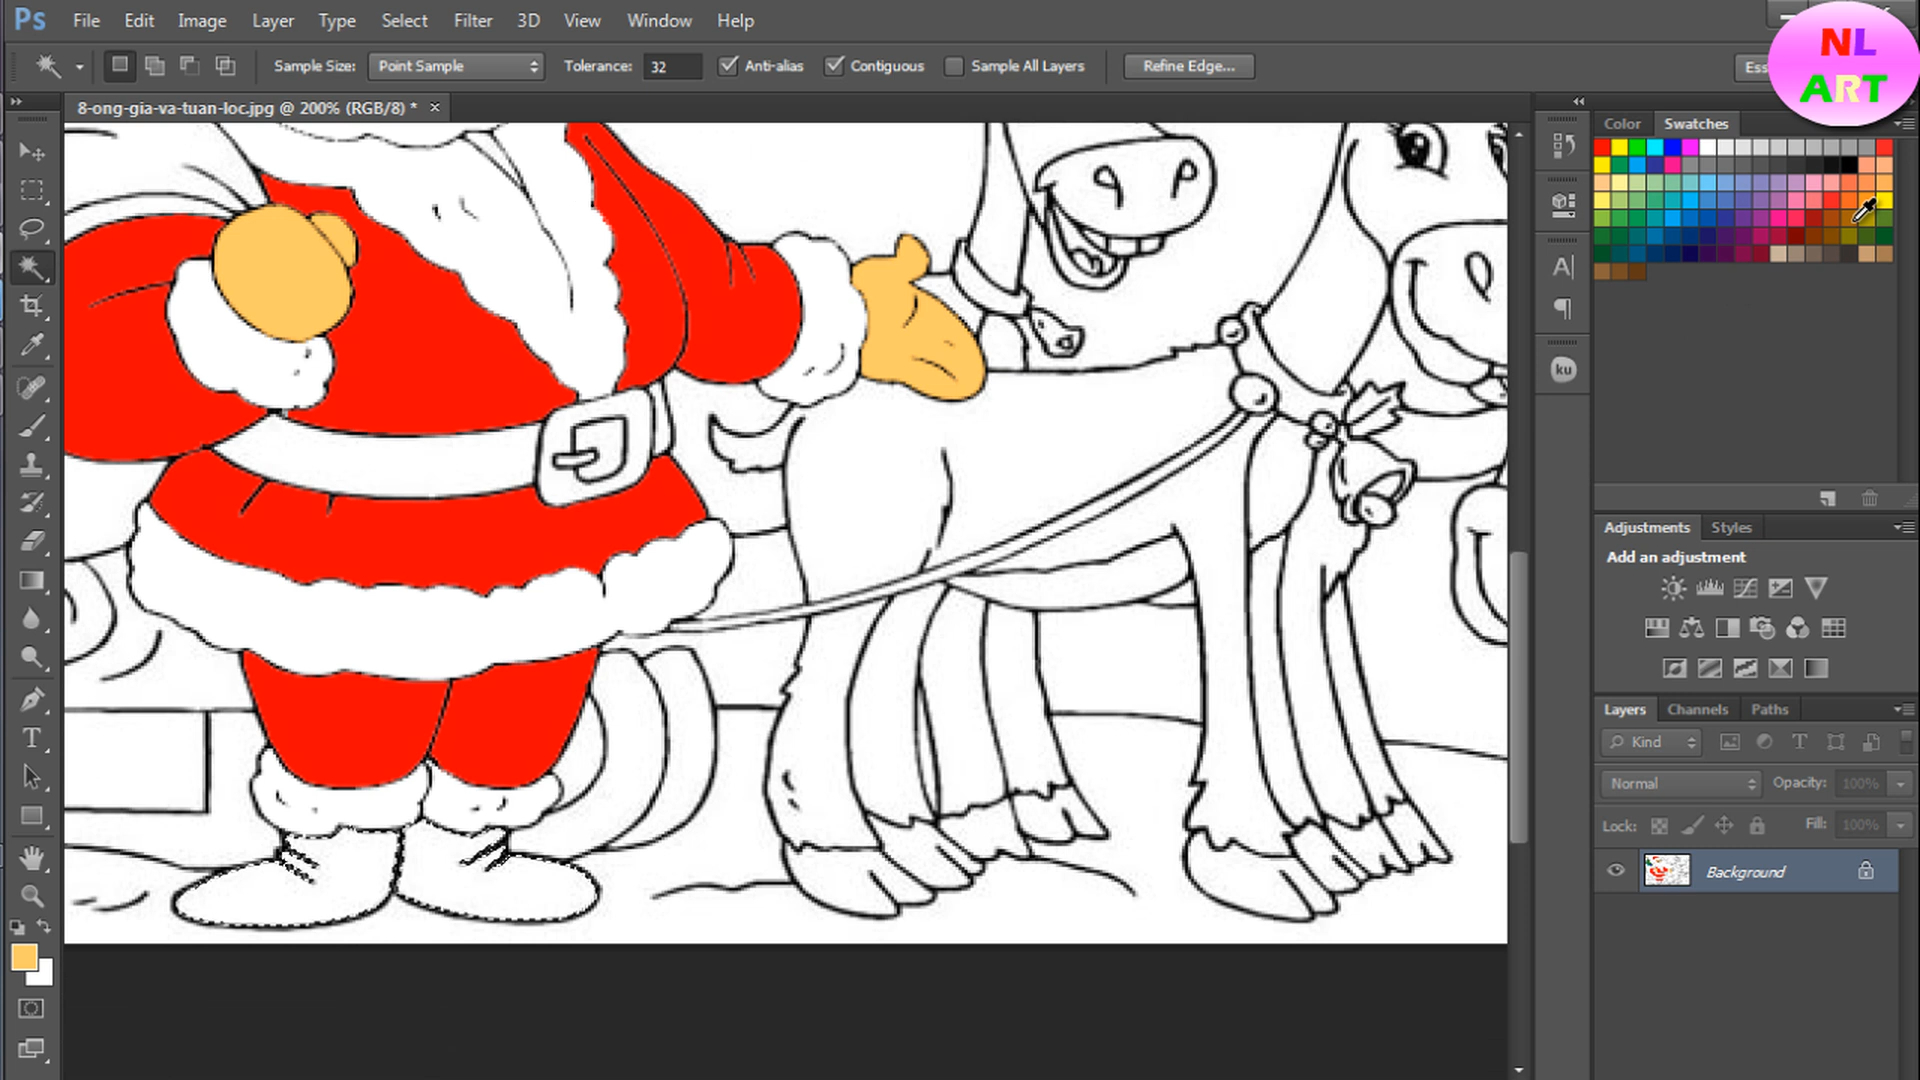 Ps File Edit Image Layer Type Select Filter 3D View Window Help
Sample Size: Point Sample Tolerance: 32 Anti-alias Contiguous Sample All Layers Refine Edge... Ess
NL
ART
8-ong-gia-va-tuan-loc.jpg @ 200% (RGB/8) * ×
Color Swatches
A
ku
Adjustments Styles
Add an adjustment
Layers Channels Paths
Kind T
Normal Opacity: 100%
Lock: Fill: 100%
Background
T